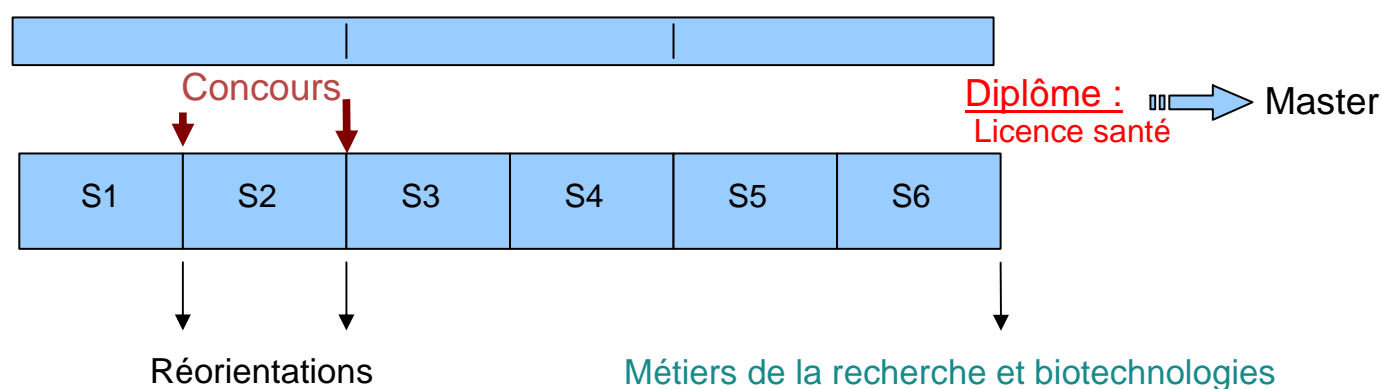 Concours
Diplôme :
Licence santé
Master
S1 S2 S3 S4 S5 S6
Réorientations
Métiers de la recherche et biotechnologies